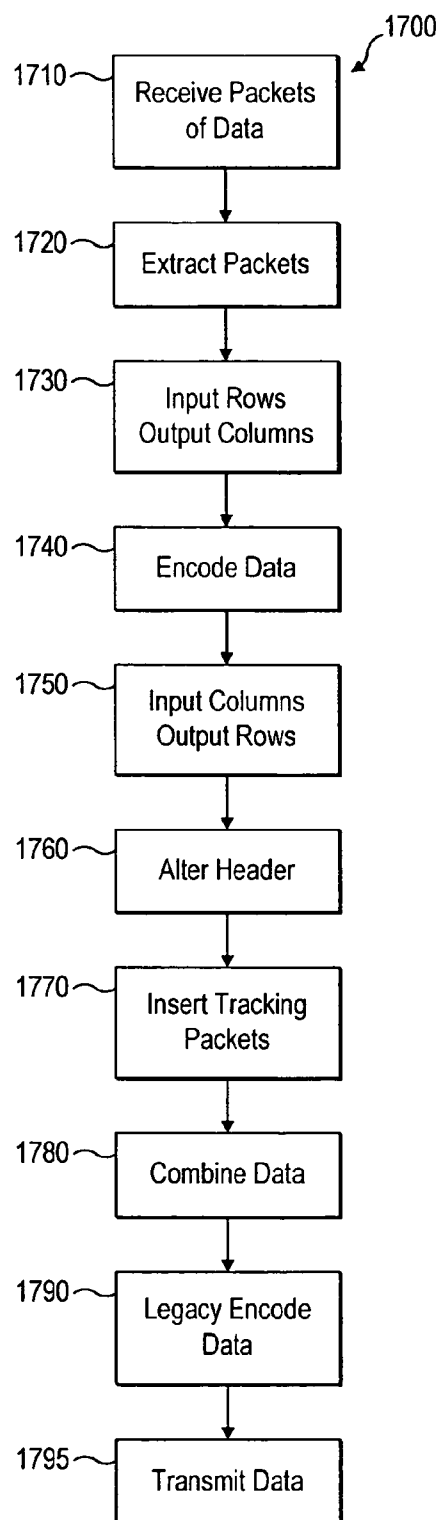 1700
1710
Receive Packets
of Data
1720
Extract Packets
1730
Input Rows
Output Columns
1740
Encode Data
1750
Input Columns
Output Rows
1760
Alter Header
1770
Insert Tracking
Packets
1780
Combine Data
1790
Legacy Encode
Data
1795
Transmit Data